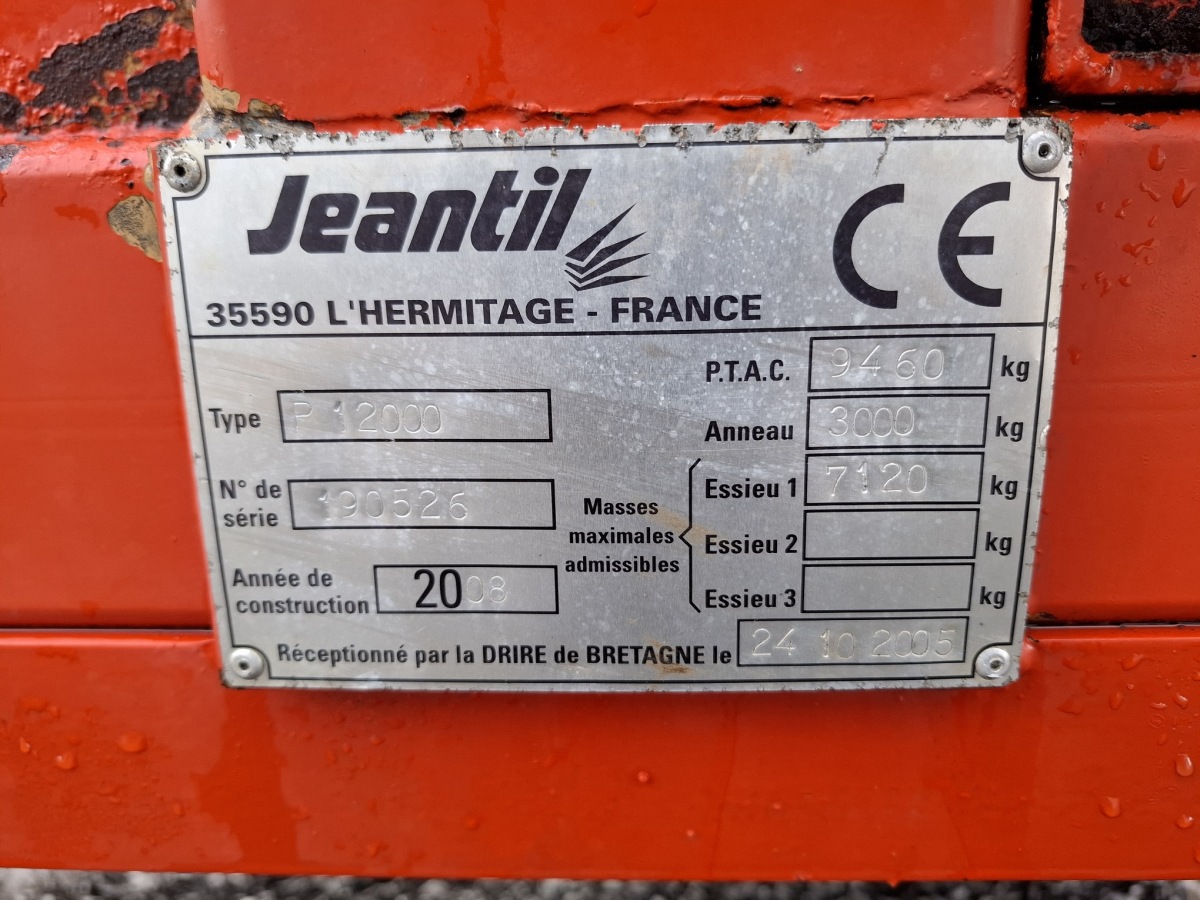 Jeantil
CE
35590 L'HERMITAGE - FRANCE
P.T.A.C. 9460 kg
Type P 12000
Anneau 3000 kg
N° de série 190526
Masses maximales admissibles
Essieu 1 7120 kg
Essieu 2 kg
Essieu 3 kg
Année de construction 2008
Réceptionné par la DRIRE de BRETAGNE le 24 10 2005